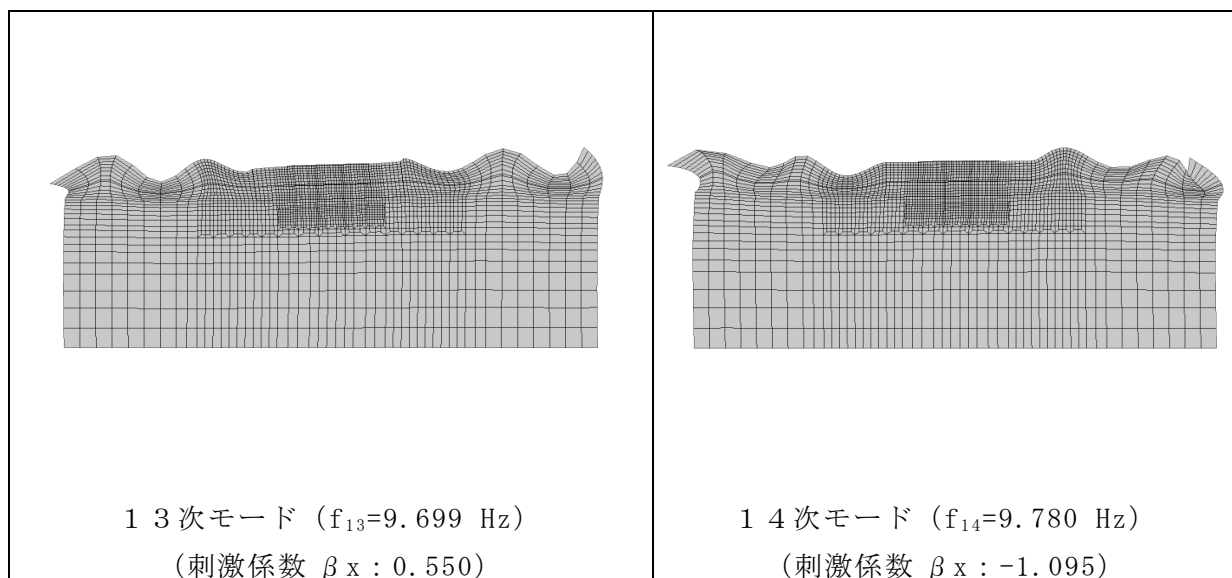 13次モード (f₁₃=9.699 Hz)
(刺激係数 βx:0.550)
14次モード (f₁₄=9.780 Hz)
(刺激係数 βx:-1.095)